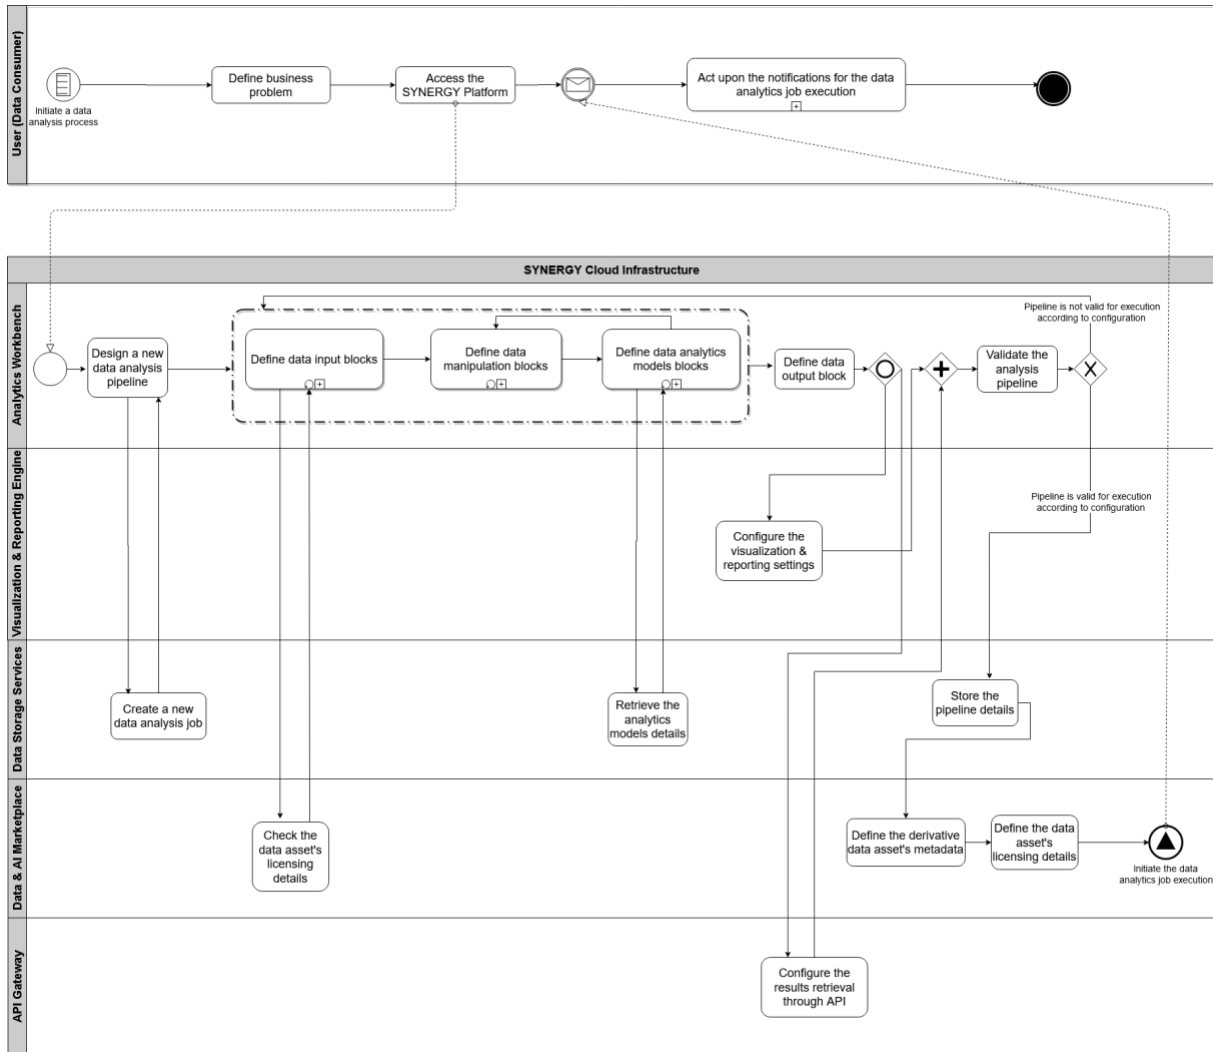 User (Data Consumer)
Initiate a data
analysis process
Define business
problem
Access the
SYNERGY Platform
Act upon the notifications for the data
analytics job execution
SYNERGY Cloud Infrastructure
Analytics Workbench
Design a new
data analysis
pipeline
Define data input blocks
Define data
manipulation blocks
Define data analytics
models blocks
Define data
output block
Validate the
analysis
pipeline
Pipeline is not valid for execution
according to configuration
X
Visualization & Reporting Engine
Configure the
visualization &
reporting settings
Pipeline is valid for execution
according to configuration
Data Storage Services
Create a new
data analysis job
Retrieve the
analytics
models details
Store the
pipeline details
Data & AI Marketplace
Check the
data asset's
licensing
details
Define the derivative
data asset's metadata
Define the data
asset's
licensing details
Initiate the data
analytics job execution
API Gateway
Configure the
results retrieval
through API